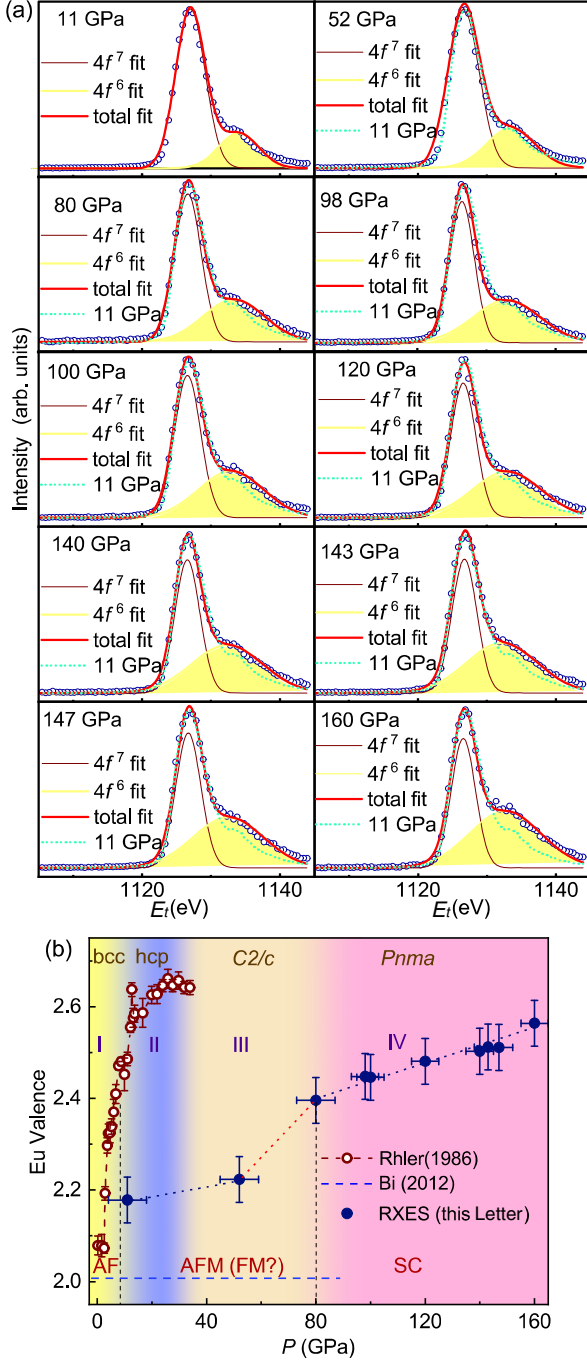 (a)
11 GPa
4f 7 fit
4f 6 fit
total fit
52 GPa
4f 7 fit
4f 6 fit
total fit
11 GPa
80 GPa
4f 7 fit
4f 6 fit
total fit
11 GPa
98 GPa
4f 7 fit
4f 6 fit
total fit
11 GPa
Intensity (arb. units)
100 GPa
4f 7 fit
4f 6 fit
total fit
11 GPa
120 GPa
4f 7 fit
4f 6 fit
total fit
11 GPa
140 GPa
4f 7 fit
4f 6 fit
total fit
11 GPa
143 GPa
4f 7 fit
4f 6 fit
total fit
11 GPa
147 GPa
4f 7 fit
4f 6 fit
total fit
11 GPa
160 GPa
4f 7 fit
4f 6 fit
total fit
11 GPa
1120 1140 1120 1140
Et(eV) Et(eV)
(b)
bcc hcp C2/c Pnma
I II III IV
Eu Valence
2.6
2.4
2.2
2.0
Rhler(1986)
Bi (2012)
RXES (this Letter)
AF AFM (FM?) SC
0 40 80 120 160
P (GPa)